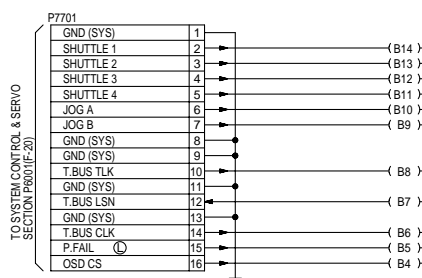 P7701
TO SYSTEM CONTROL & SERVO
SECTION P6001(F-20)
GND (SYS) 1
SHUTTLE 1 2 B14
SHUTTLE 2 3 B13
SHUTTLE 3 4 B12
SHUTTLE 4 5 B11
JOG A 6 B10
JOG B 7 B9
GND (SYS) 8
GND (SYS) 9
T.BUS TLK 10 B8
GND (SYS) 11
T.BUS LSN 12 B7
GND (SYS) 13
T.BUS CLK 14 B6
P.FAIL Ⓛ 15 B5
OSD CS 16 B4